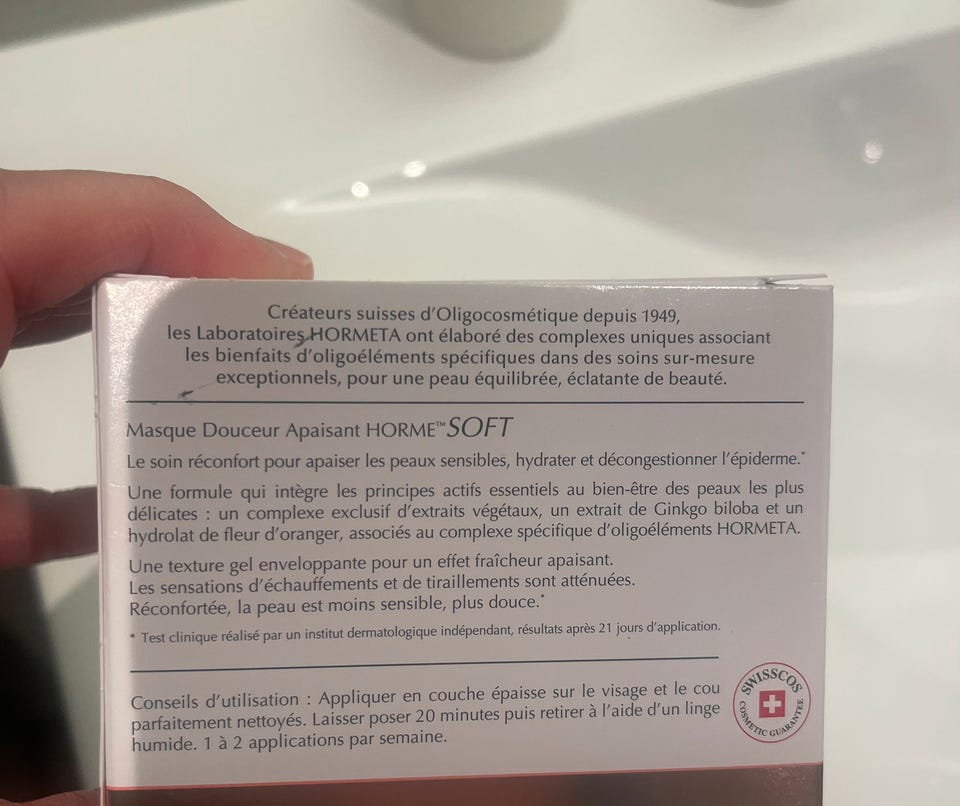 Créateurs suisses d'Oligocosmétique depuis 1949,
les Laboratoires HORMETA ont élaboré des complexes uniques associant
les bienfaits d'oligoéléments spécifiques dans des soins sur-mesure
exceptionnels, pour une peau équilibrée, éclatante de beauté.
Masque Douceur Apaisant HORME™ SOFT
Le soin réconfort pour apaiser les peaux sensibles, hydrater et décongestionner l'épiderme.*
Une formule qui intègre les principes actifs essentiels au bien-être des peaux les plus
délicates : un complexe exclusif d'extraits végétaux, un extrait de Ginkgo biloba et un
hydrolat de fleur d'oranger, associés au complexe spécifique d'oligoéléments HORMETA.
Une texture gel enveloppante pour un effet fraîcheur apaisant.
Les sensations d'échauffements et de tiraillements sont atténuées.
Réconfortée, la peau est moins sensible, plus douce.*
* Test clinique réalisé par un institut dermatologique indépendant, résultats après 21 jours d'application.
Conseils d'utilisation : Appliquer en couche épaisse sur le visage et le cou
parfaitement nettoyés. Laisser poser 20 minutes puis retirer à l'aide d'un linge
humide. 1 à 2 applications par semaine.
SWISSCOS
COSMETIC GUARANTEE